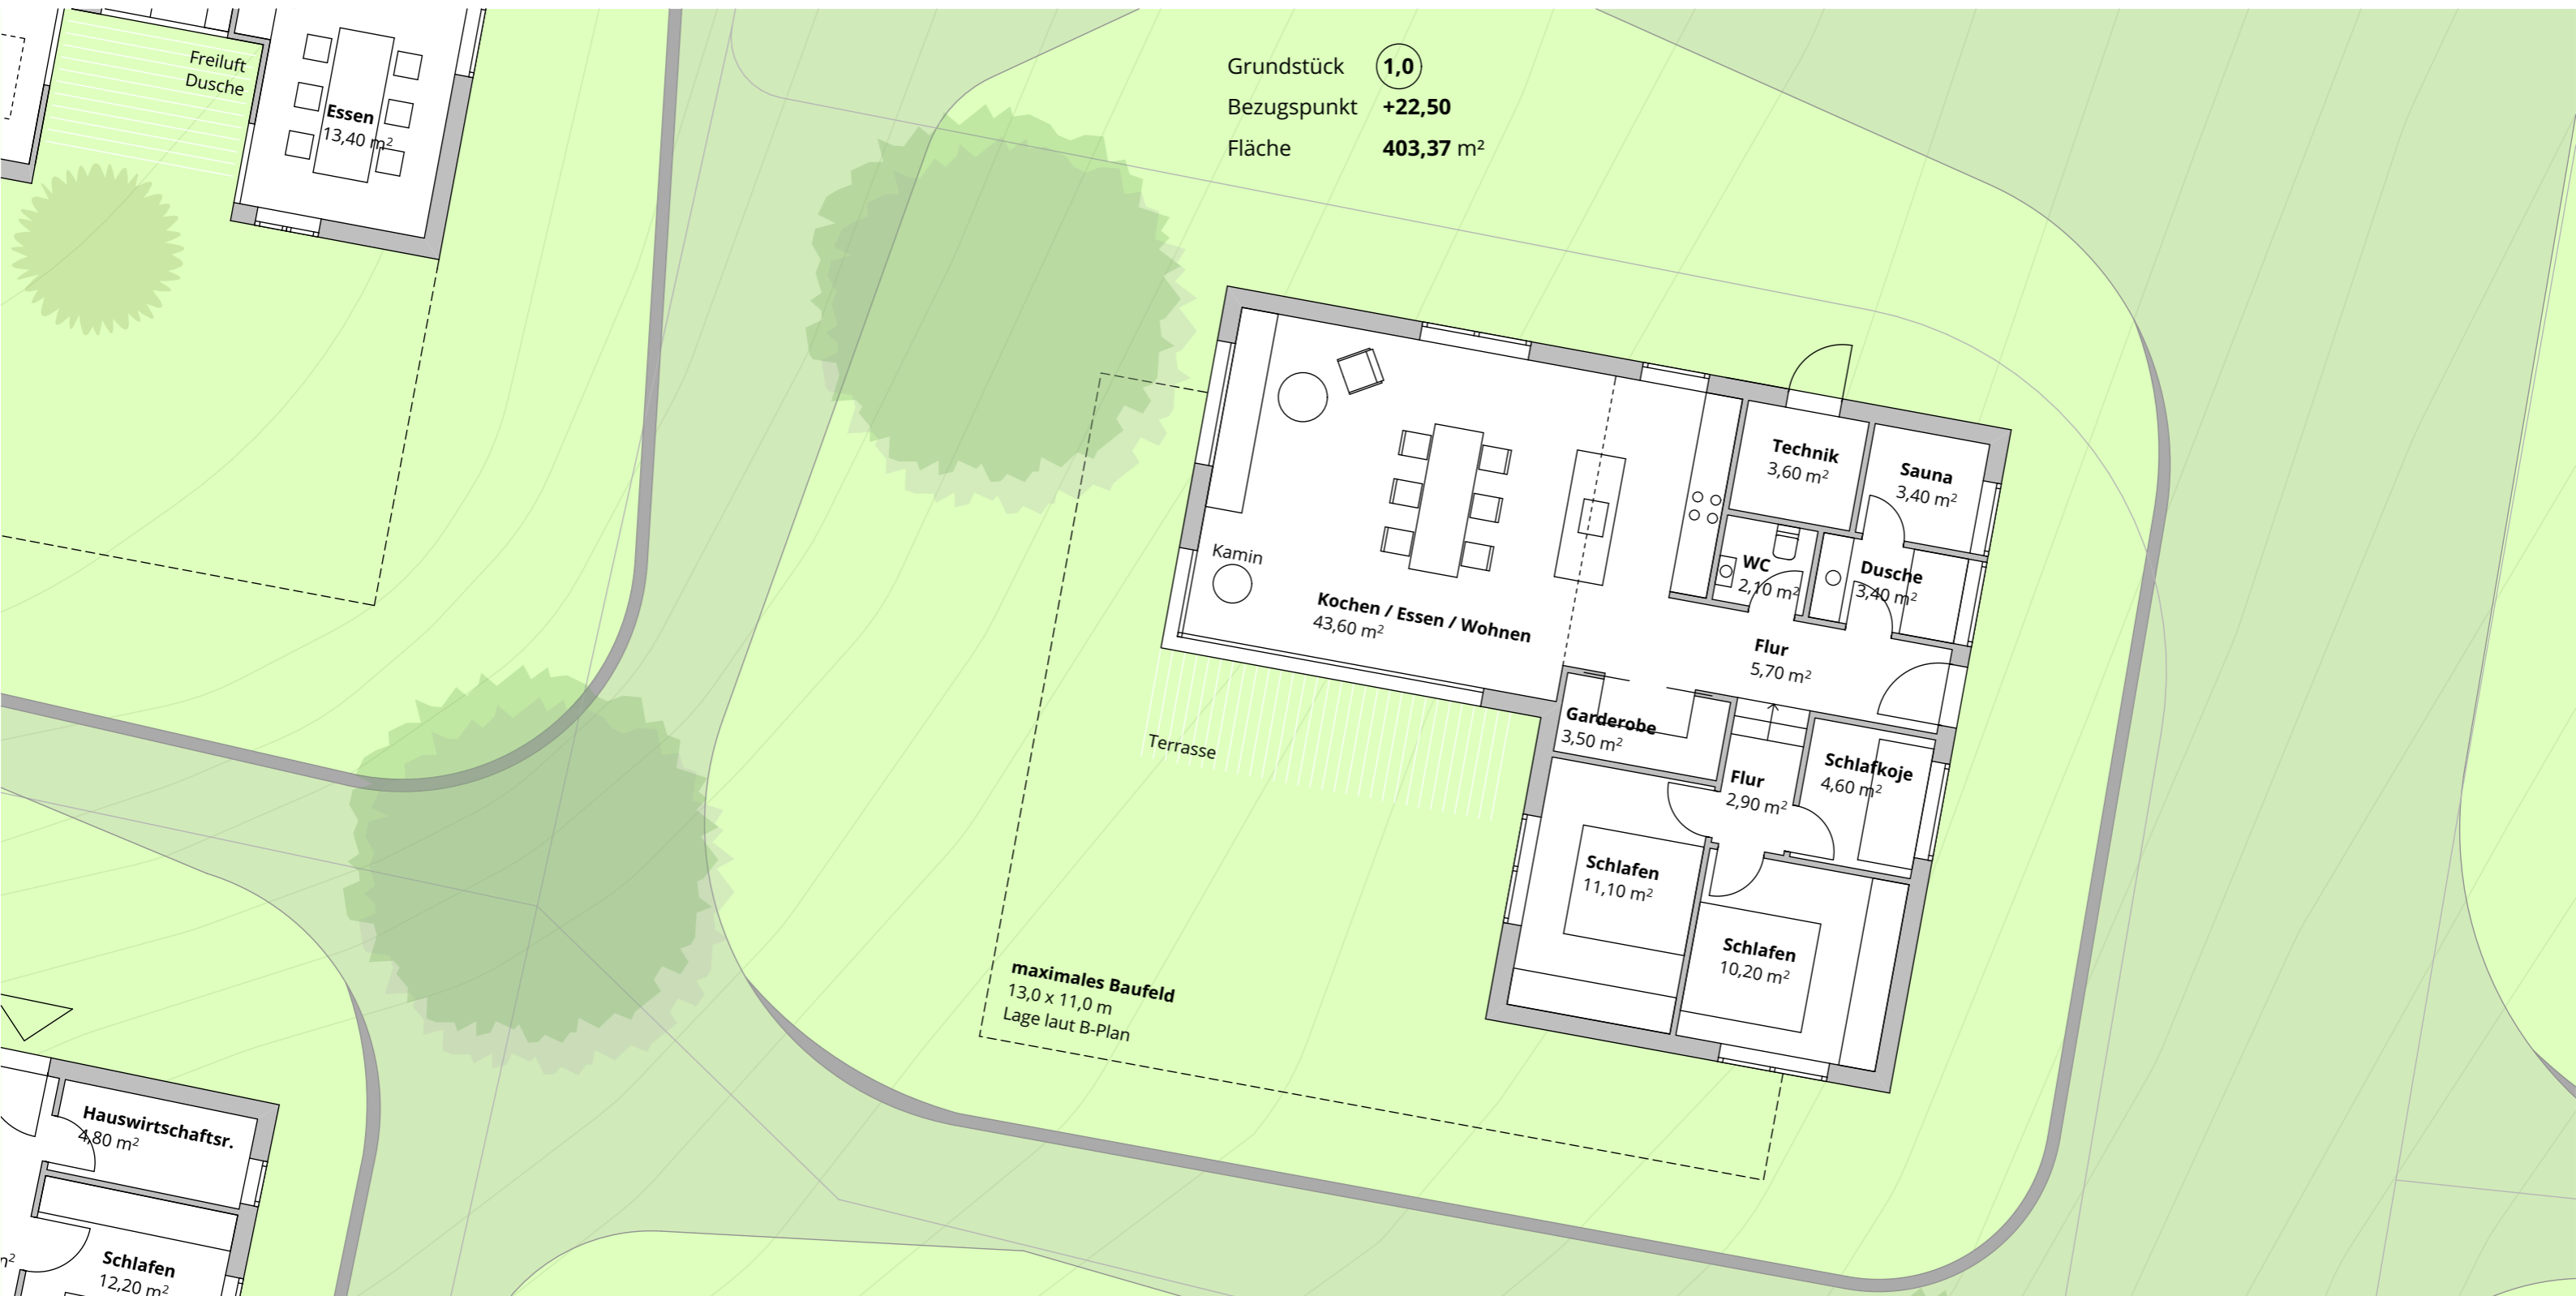 Freiluft
Dusche
Essen
13,40 m²
Grundstück 1,0
Bezugspunkt +22,50
Fläche 403,37 m²
Technik
3,60 m²
Sauna
3,40 m²
WC
2,10 m²
Dusche
3,40 m²
Kamin
Kochen / Essen / Wohnen
43,60 m²
Flur
5,70 m²
Garderobe
3,50 m²
Terrasse
Flur
2,90 m²
Schlafkoje
4,60 m²
Schlafen
11,10 m²
Schlafen
10,20 m²
maximales Baufeld
13,0 x 11,0 m
Lage laut B-Plan
Hauswirtschaftsr.
4,80 m²
Schlafen
12,20 m²
m²